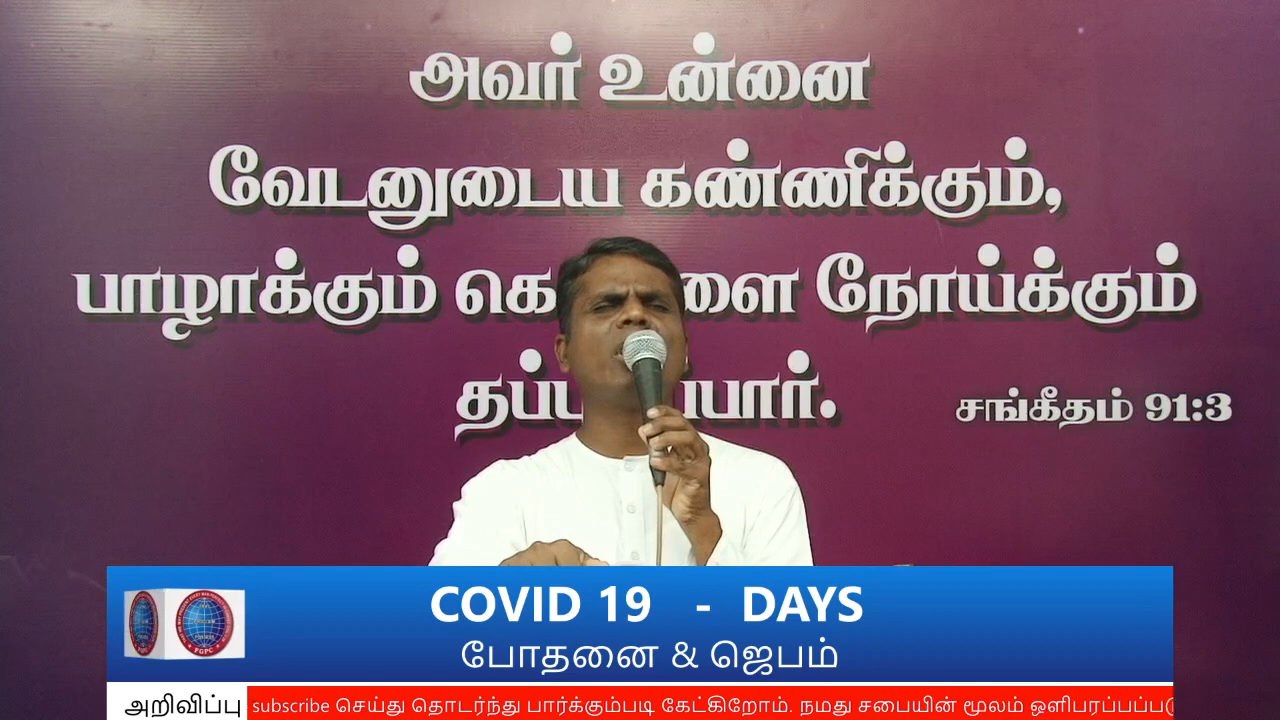 அவர் உன்னை
வேடனுடைய கண்ணிக்கும்,
பாழாக்கும் நோய்க்கும்
சங்கீதம் 91:3
COVID 19 - DAYS
போதனை & ஜெபம்
FGPC
அறிவிப்பு
subscribe செய்து தொடர்ந்து பார்க்கும்படி கேட்கிறோம். நமது சபையின் மூலம்